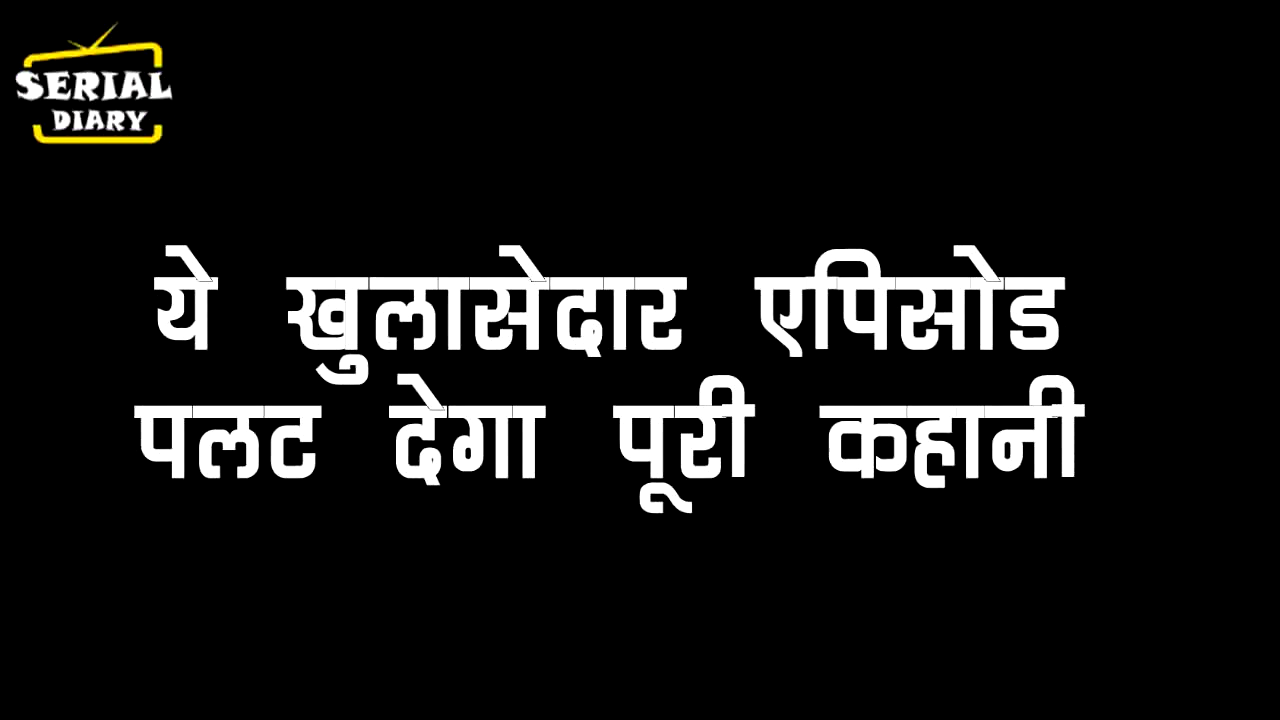 SERIAL
DIARY
ये खुलासेदार एपिसोड
पलट देगा पूरी कहानी